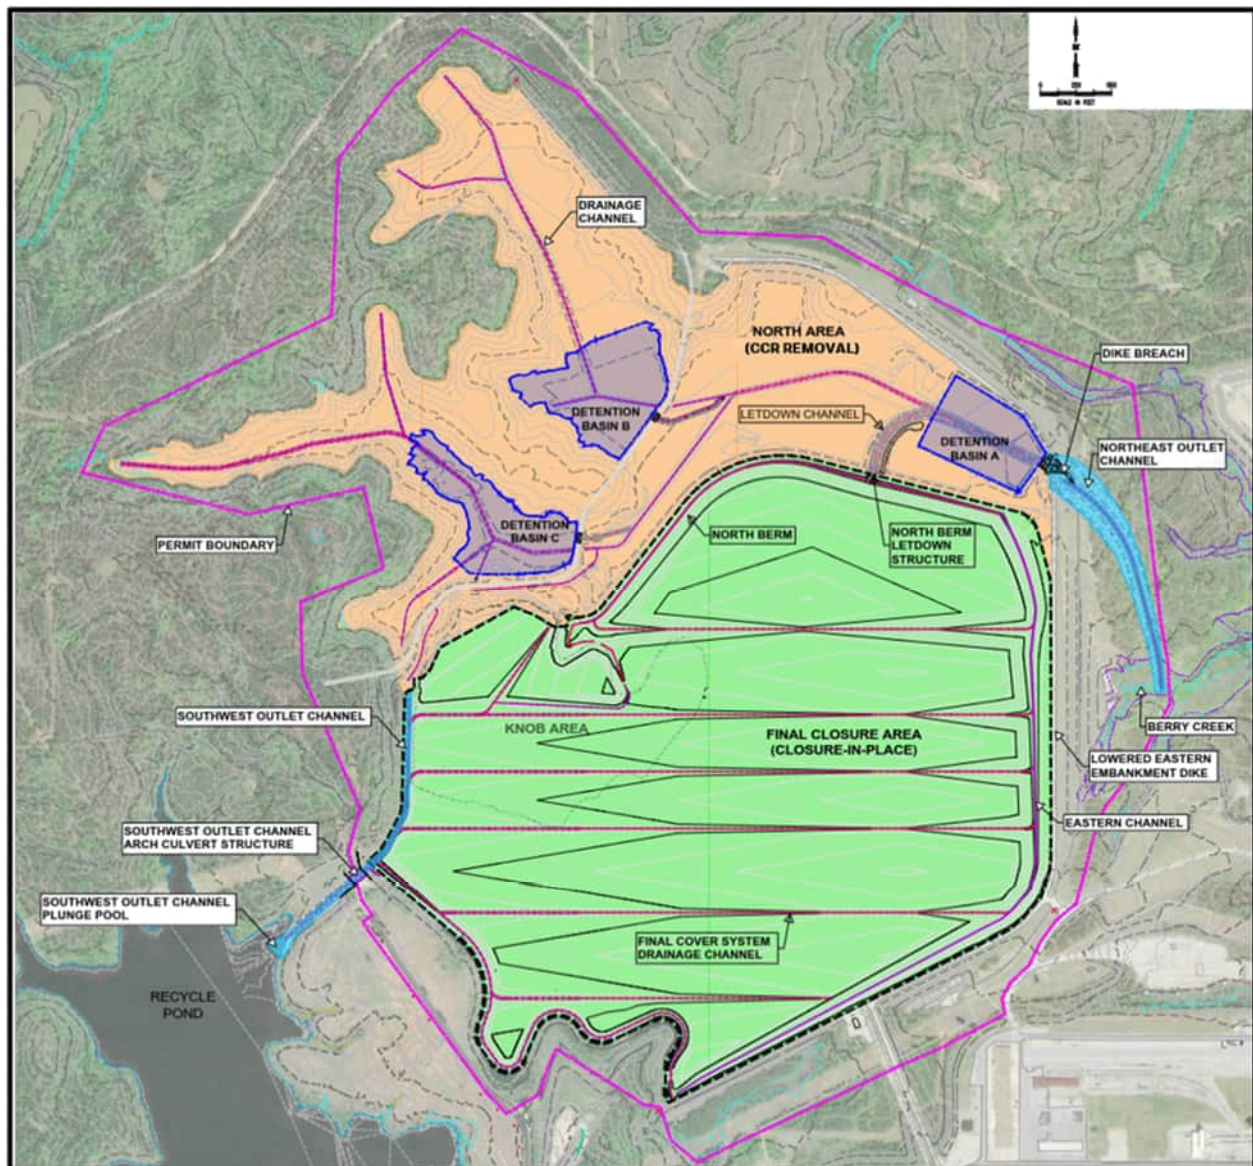 SCALE IN FEET
DRAINAGE
CHANNEL
NORTH AREA
(CCR REMOVAL)
DIKE BREACH
LETDOWN CHANNEL
DETENTION
BASIN B
DETENTION
BASIN A
NORTHEAST OUTLET
CHANNEL
DETENTION
BASIN C
PERMIT BOUNDARY
NORTH BERM
NORTH BERM
LETDOWN
STRUCTURE
SOUTHWEST OUTLET CHANNEL
KNOB AREA
FINAL CLOSURE AREA
(CLOSURE-IN-PLACE)
BERRY CREEK
LOWERED EASTERN
EMBANKMENT DIKE
EASTERN CHANNEL
SOUTHWEST OUTLET CHANNEL
ARCH CULVERT STRUCTURE
SOUTHWEST OUTLET CHANNEL
PLUNGE POOL
FINAL COVER SYSTEM
DRAINAGE CHANNEL
RECYCLE
POND